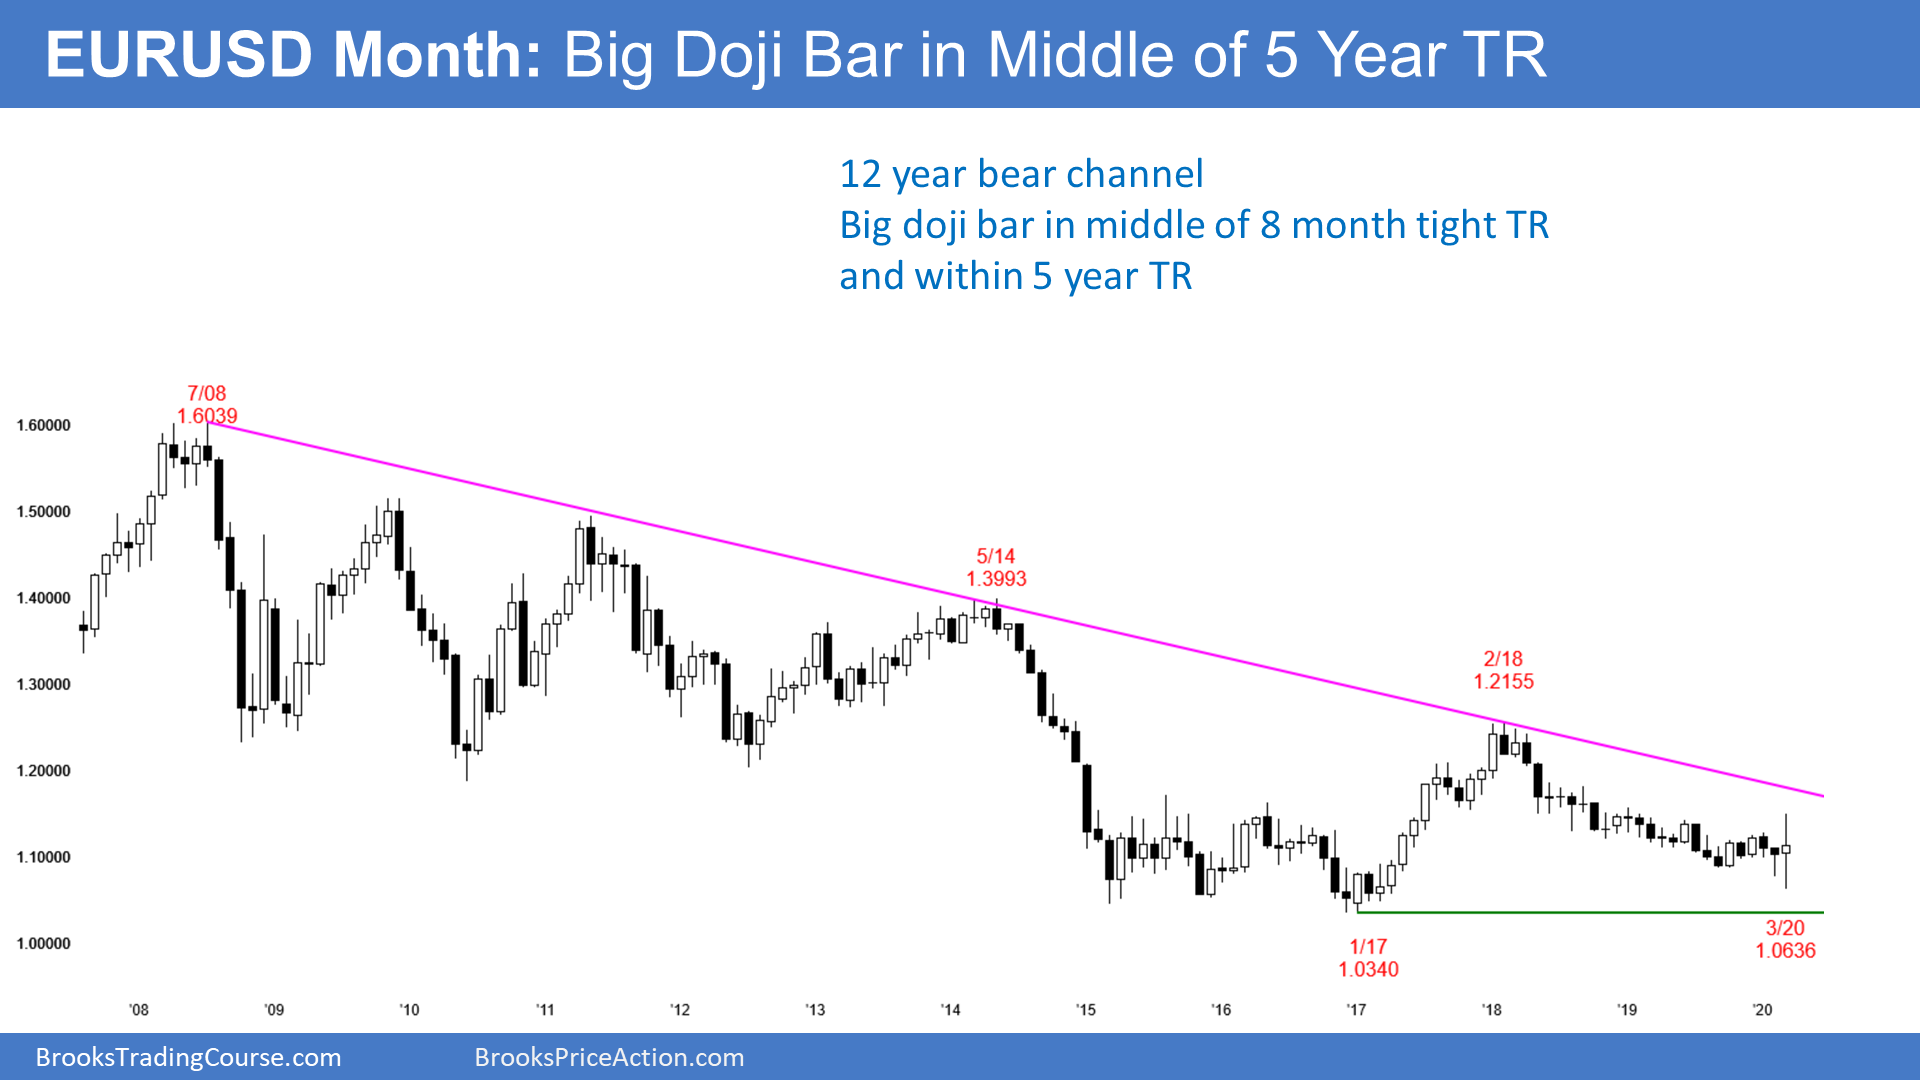 EURUSD Month: Big Doji Bar in Middle of 5 Year TR
12 year bear channel
Big doji bar in middle of 8 month tight TR
and within 5 year TR
7/08
1.6039
1.60000
1.50000
5/14
1.3993
1.40000
2/18
1.2155
1.30000
1.20000
1.10000
3/20
1.0636
1.00000
1/17
1.0340
'08 '09 '10 '11 '12 '13 '14 '15 '16 '17 '18 '19 '20
BrooksTradingCourse.com BrooksPriceAction.com